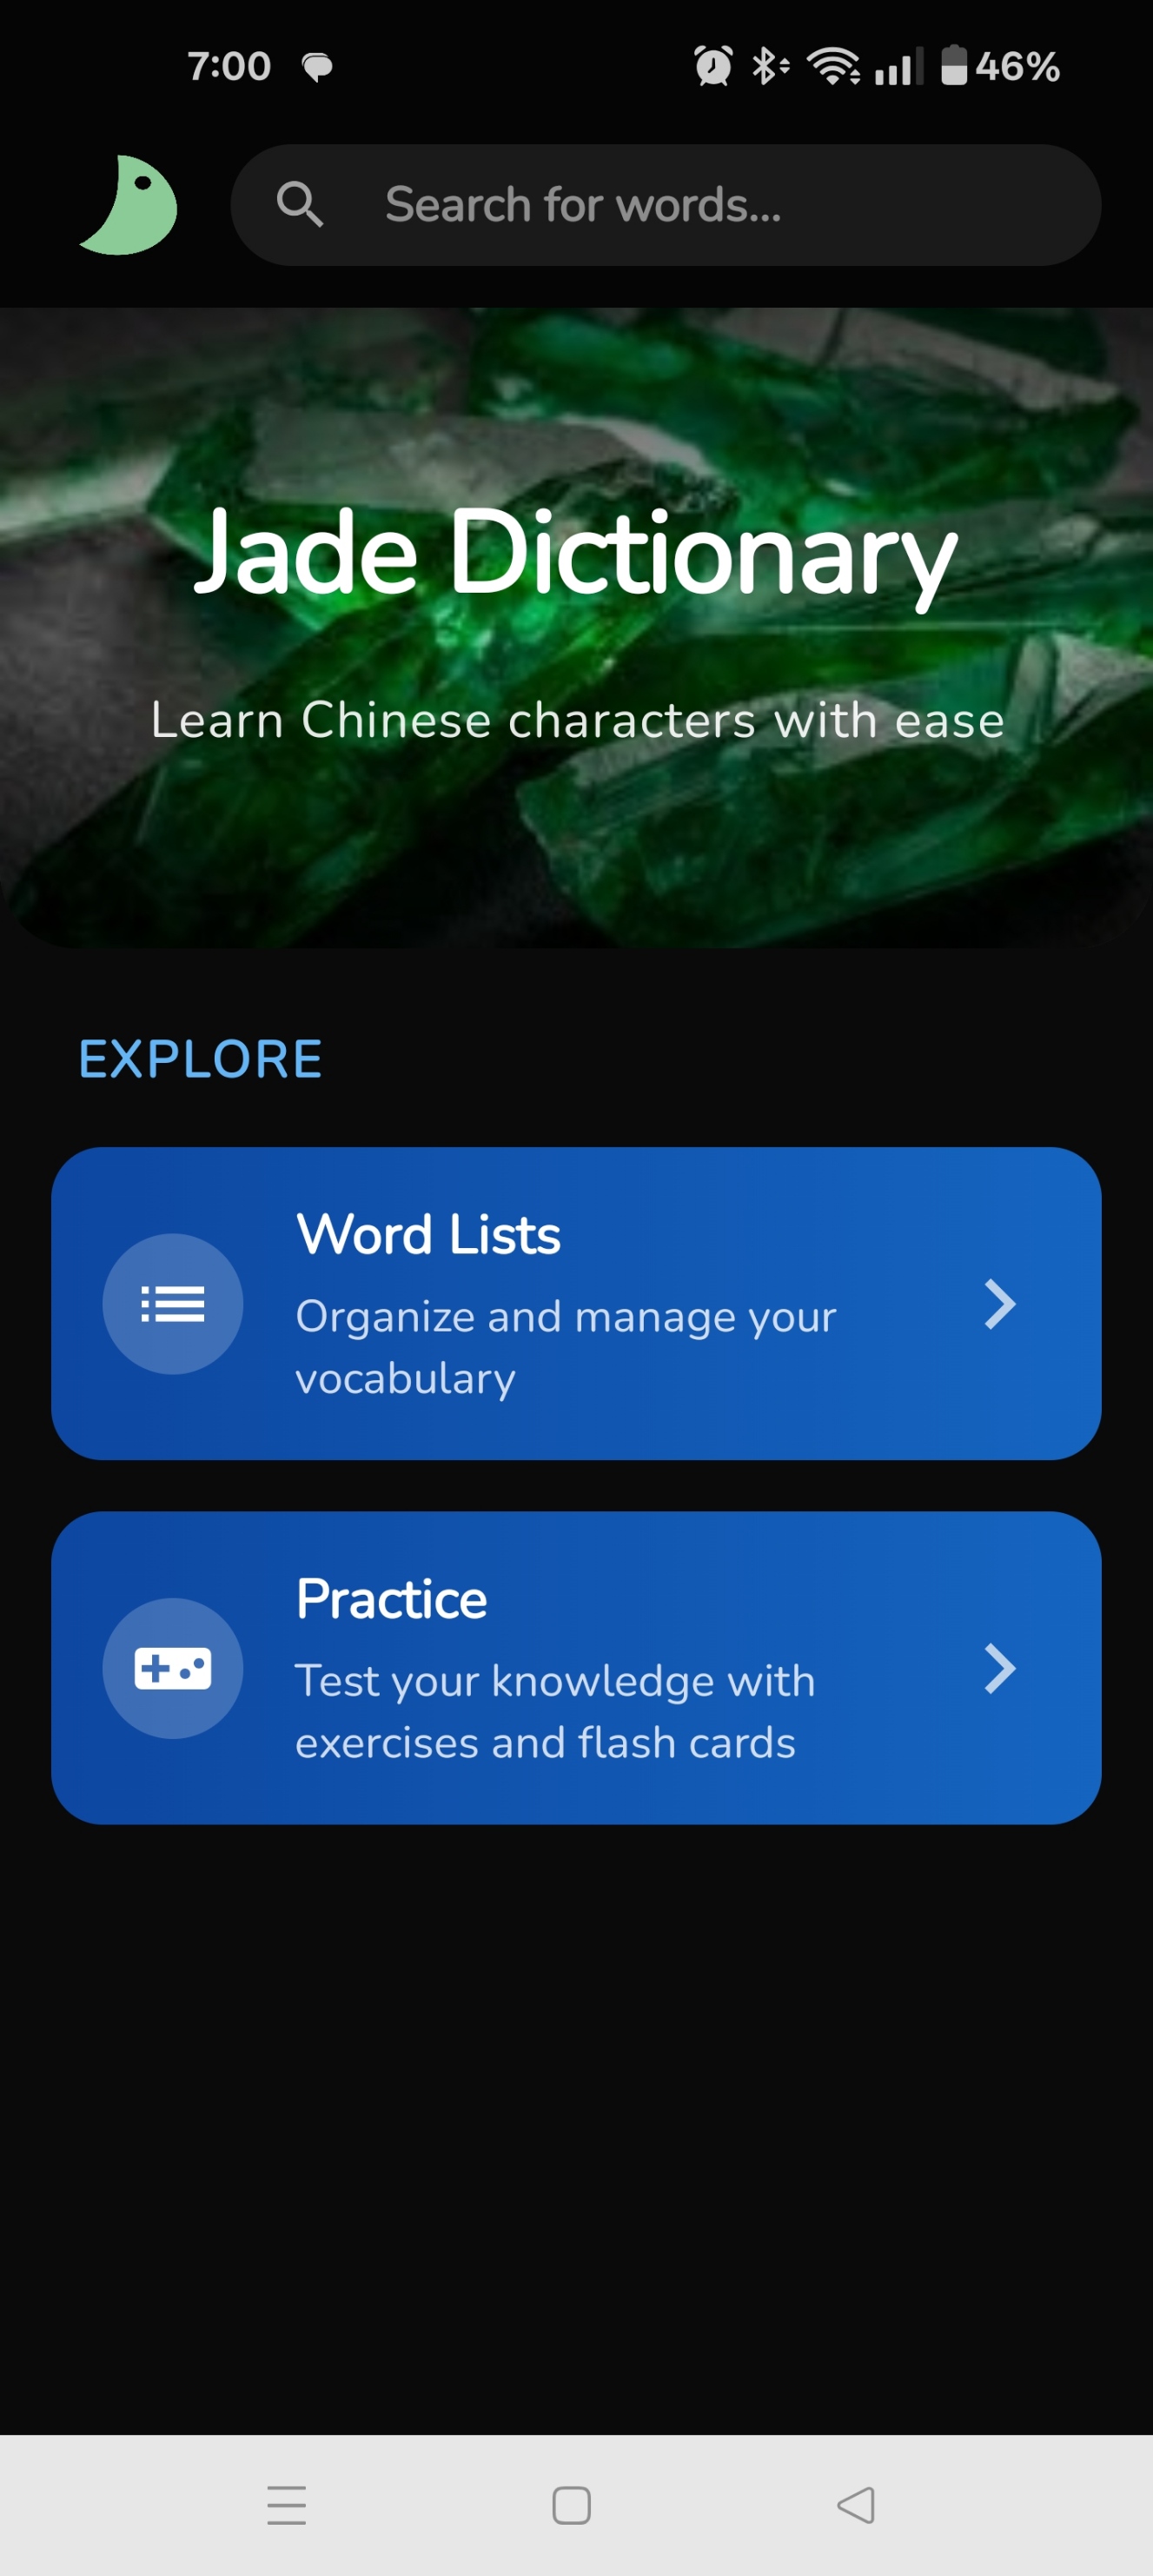 7:00
46%
Search for words...
Jade Dictionary
Learn Chinese characters with ease
EXPLORE
Word Lists
Organize and manage your
vocabulary
Practice
Test your knowledge with
exercises and flash cards